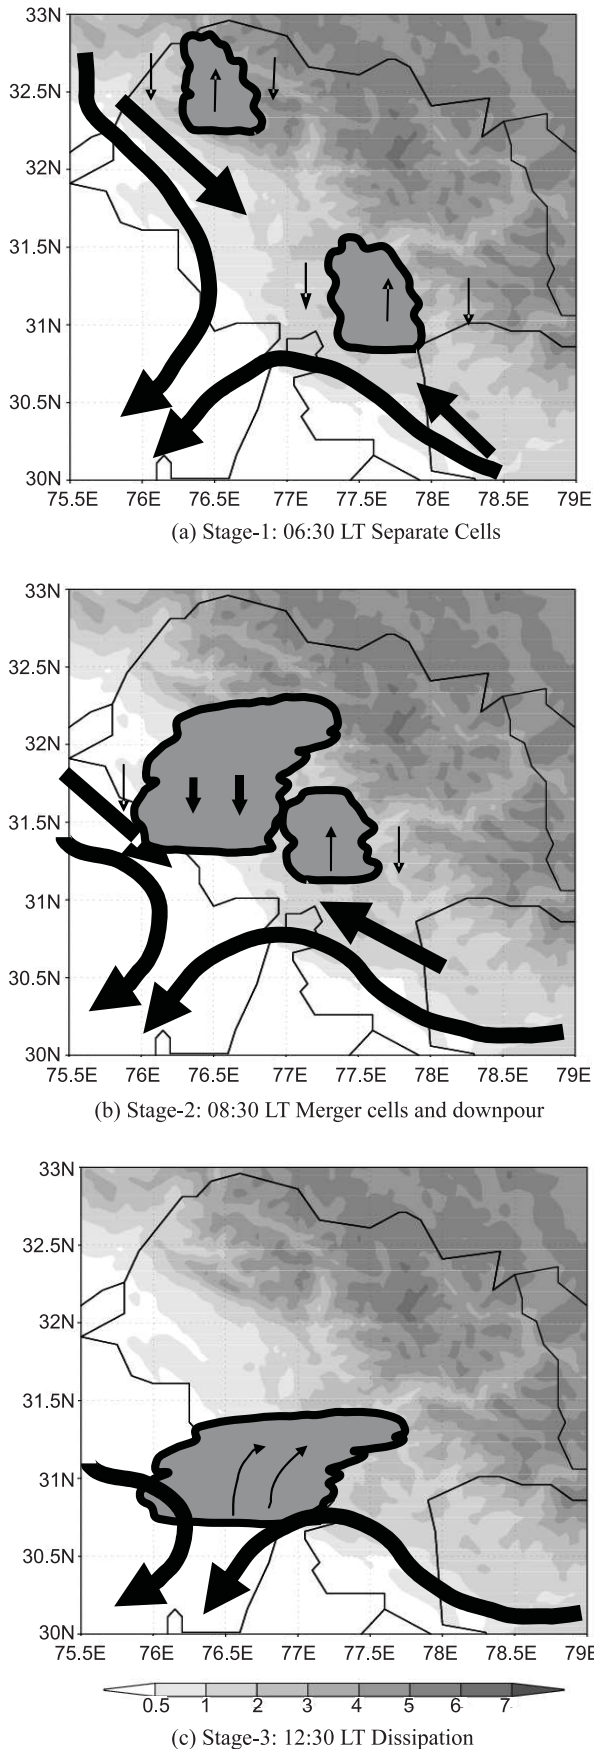 33N
32.5N
32N
31.5N
31N
30.5N
30N
75.5E 76E 76.5E 77E 77.5E 78E 78.5E 79E
(a) Stage-1: 06:30 LT Separate Cells
33N
32.5N
32N
31.5N
31N
30.5N
30N
75.5E 76E 76.5E 77E 77.5E 78E 78.5E 79E
(b) Stage-2: 08:30 LT Merger cells and downpour
33N
32.5N
32N
31.5N
31N
30.5N
30N
75.5E 76E 76.5E 77E 77.5E 78E 78.5E 79E
0.5 1 2 3 4 5 6 7
(c) Stage-3: 12:30 LT Dissipation